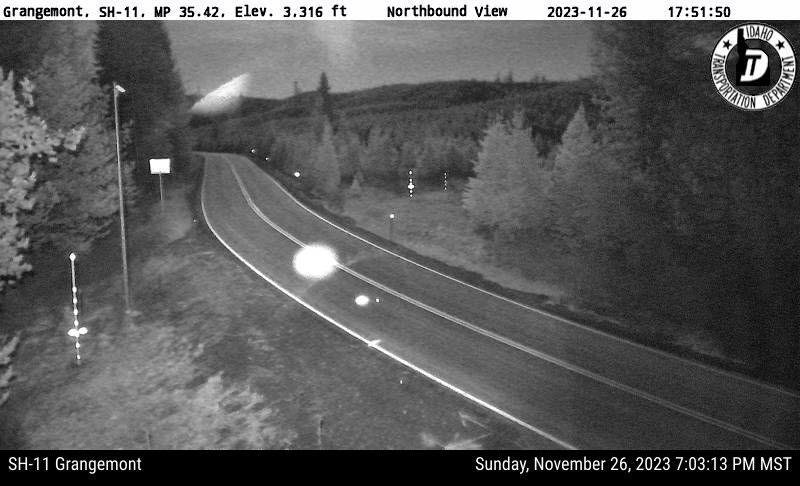 Grangemont, SH-11, MP 35.42, Elev. 3,316 ft Northbound View 2023-11-26 17:51:50
IDAHO
TRANSPORTATION DEPARTMENT
SH-11 Grangemont Sunday, November 26, 2023 7:03:13 PM MST